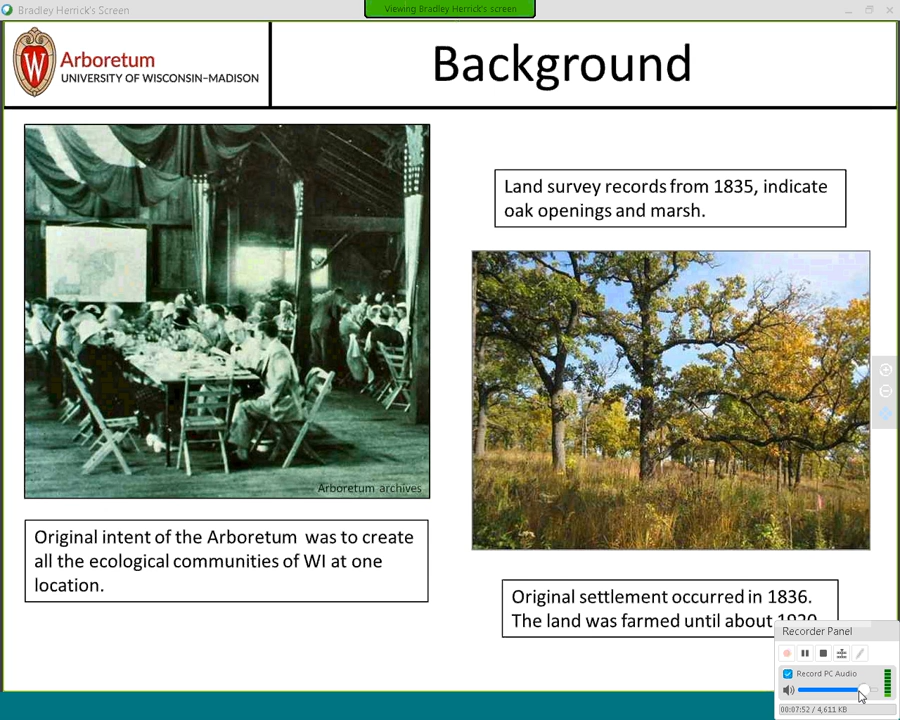 Bradley Herrick's Screen
Viewing Bradley Herrick's screen
W
Arboretum
UNIVERSITY OF WISCONSIN–MADISON
Background
Land survey records from 1835, indicate
oak openings and marsh.
Arboretum archives
Original intent of the Arboretum was to create
all the ecological communities of WI at one
location.
Original settlement occurred in 1836.
The land was farmed until about
Recorder Panel
Record PC Audio
00:07:52 / 4,611 KB